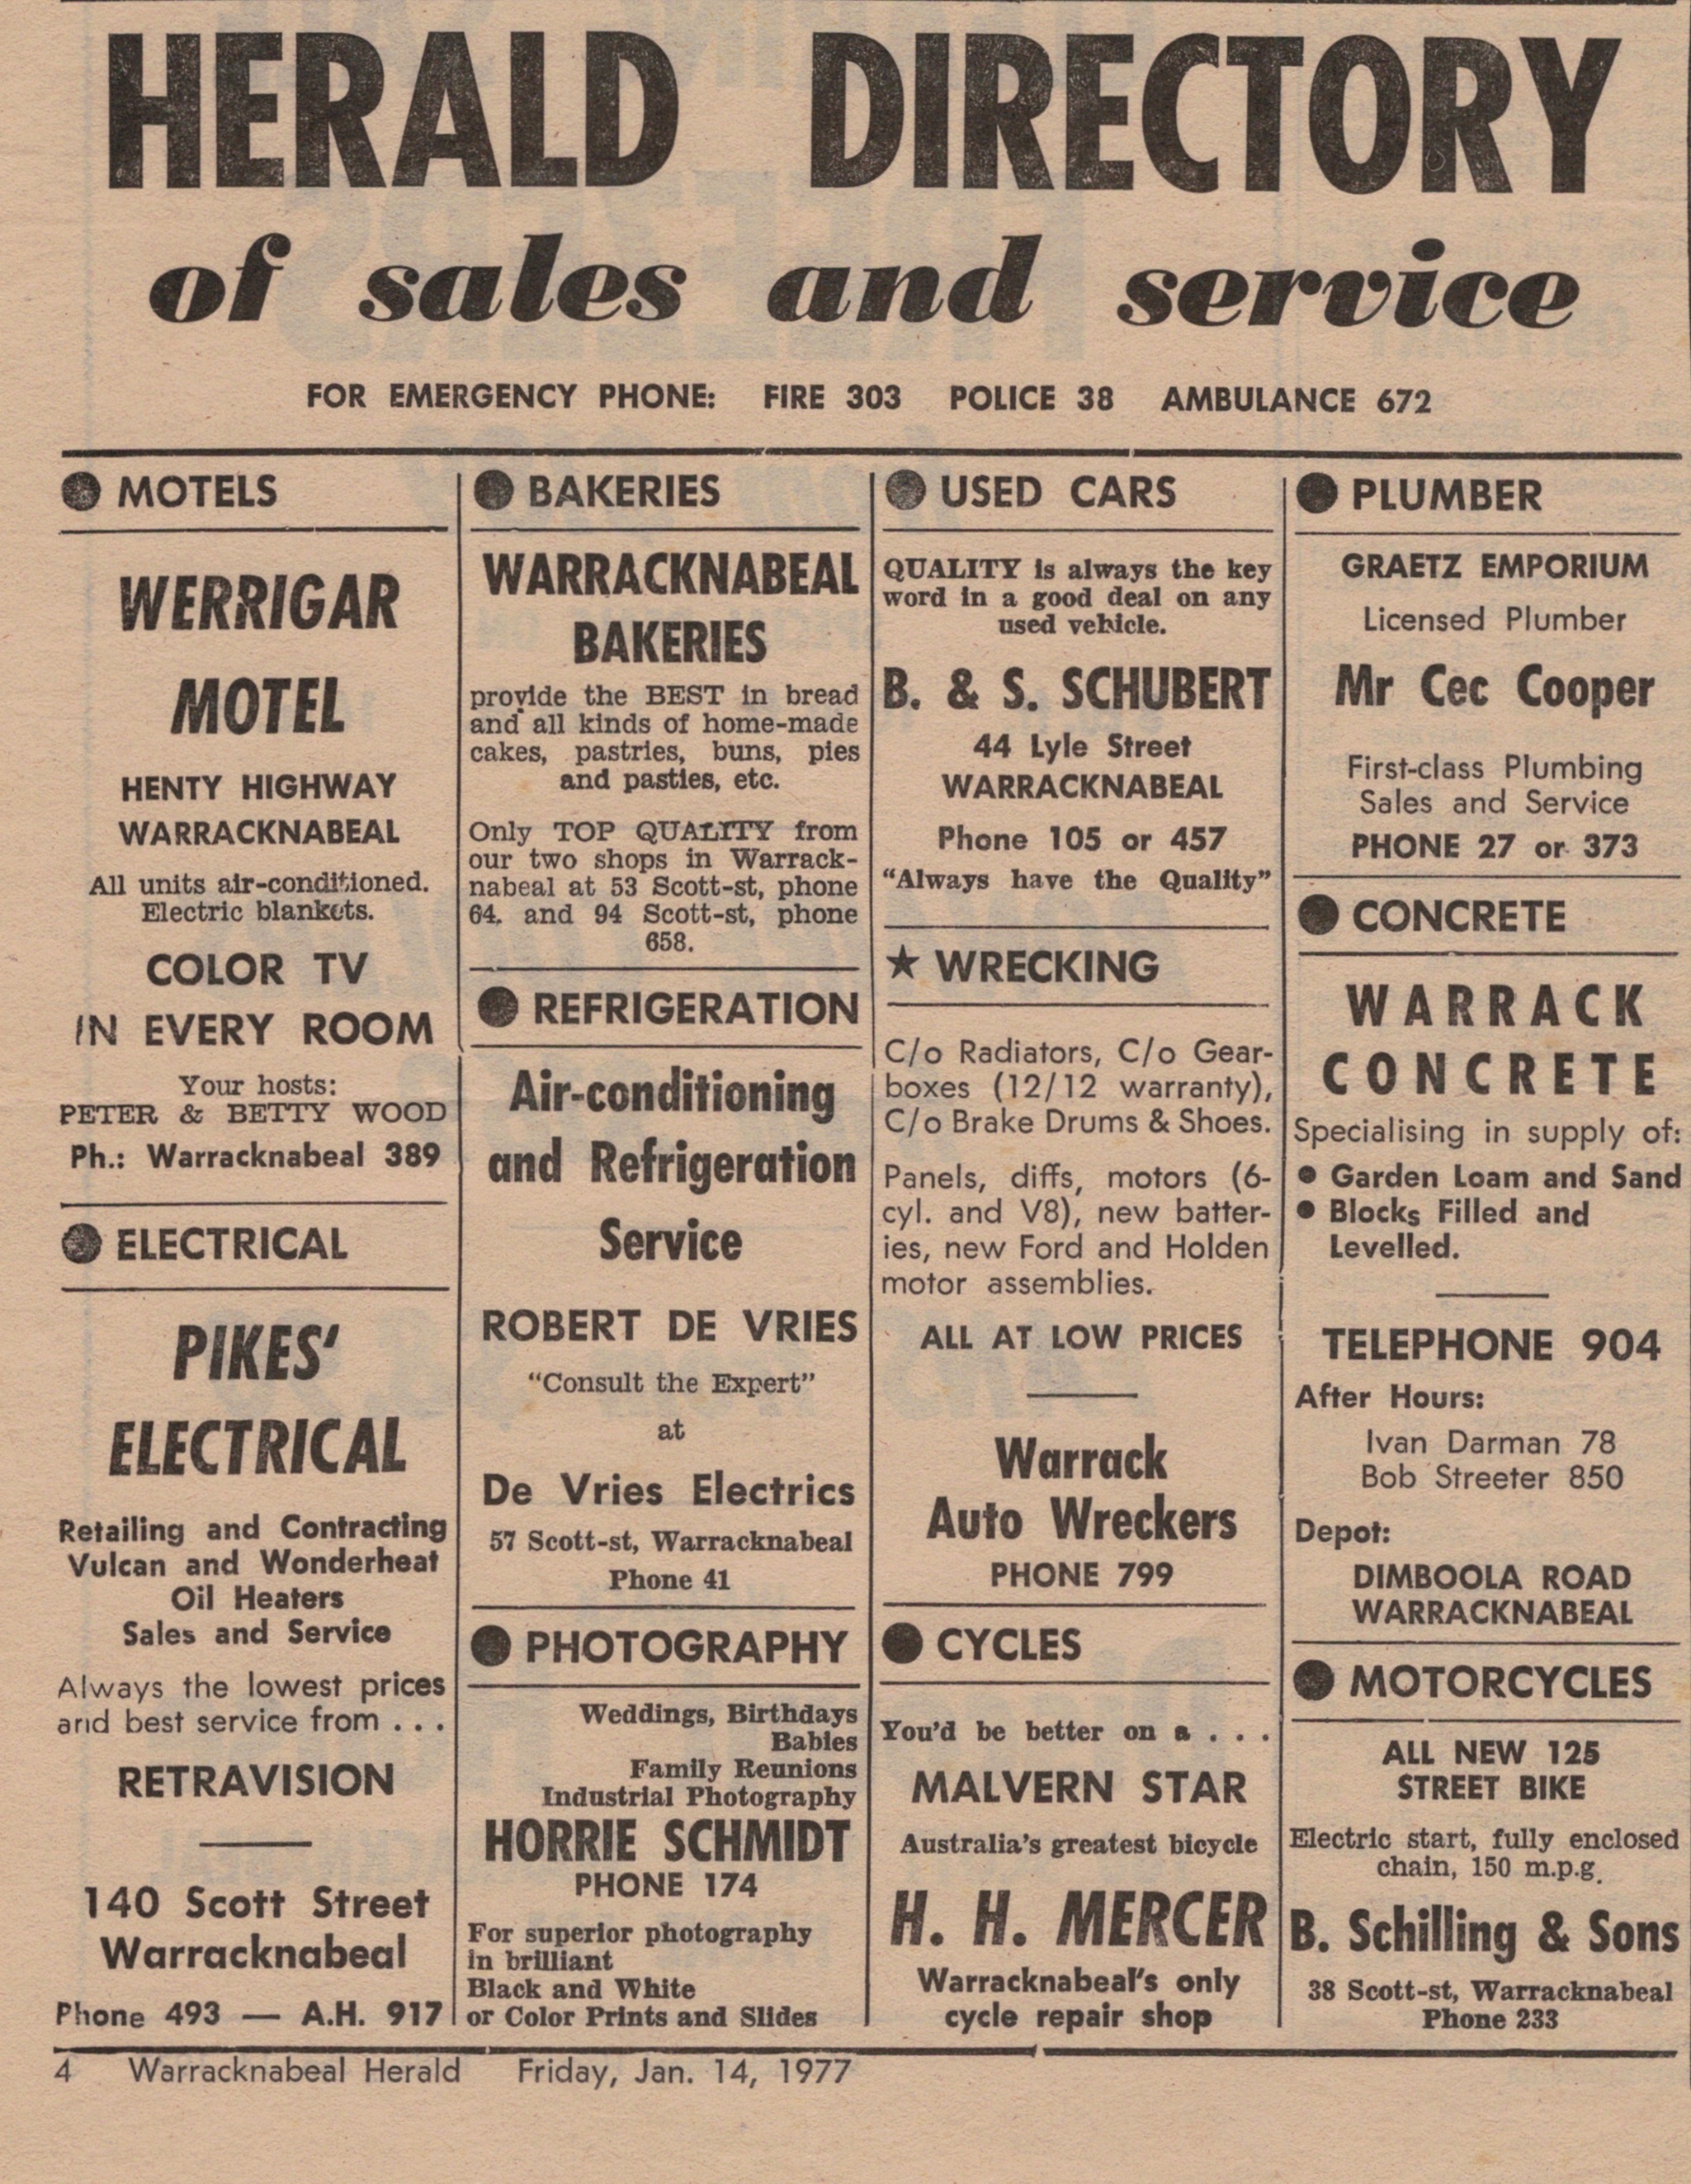 HERALD DIRECTORY
of sales and service
FOR EMERGENCY PHONE: FIRE 303 POLICE 38 AMBULANCE 672
● MOTELS
WERRIGAR
MOTEL
HENTY HIGHWAY
WARRACKNABEAL
All units air-conditioned.
Electric blankets.
COLOR TV
IN EVERY ROOM
Your hosts:
PETER & BETTY WOOD
Ph.: Warracknabeal 389
● ELECTRICAL
PIKES'
ELECTRICAL
Retailing and Contracting
Vulcan and Wonderheat
Oil Heaters
Sales and Service
Always the lowest prices
and best service from . . .
RETRAVISION
140 Scott Street
Warracknabeal
Phone 493 — A.H. 917
● BAKERIES
WARRACKNABEAL
BAKERIES
provide the BEST in bread
and all kinds of home-made
cakes, pastries, buns, pies
and pasties, etc.
Only TOP QUALITY from
our two shops in Warrack-
nabeal at 53 Scott-st, phone
64. and 94 Scott-st, phone
658.
● REFRIGERATION
Air-conditioning
and Refrigeration
Service
ROBERT DE VRIES
"Consult the Expert"
at
De Vries Electrics
57 Scott-st, Warracknabeal
Phone 41
● PHOTOGRAPHY
Weddings, Birthdays
Babies
Family Reunions
Industrial Photography
HORRIE SCHMIDT
PHONE 174
For superior photography
in brilliant
Black and White
or Color Prints and Slides
● USED CARS
QUALITY is always the key
word in a good deal on any
used vehicle.
B. & S. SCHUBERT
44 Lyle Street
WARRACKNABEAL
Phone 105 or 457
"Always have the Quality"
★ WRECKING
C/o Radiators, C/o Gear-
boxes (12/12 warranty),
C/o Brake Drums & Shoes.
Panels, diffs, motors (6-
cyl. and V8), new batter-
ies, new Ford and Holden
motor assemblies.
ALL AT LOW PRICES
Warrack
Auto Wreckers
PHONE 799
● CYCLES
You'd be better on a . . .
MALVERN STAR
Australia's greatest bicycle
H. H. MERCER
Warracknabeal's only
cycle repair shop
● PLUMBER
GRAETZ EMPORIUM
Licensed Plumber
Mr Cec Cooper
First-class Plumbing
Sales and Service
PHONE 27 or 373
● CONCRETE
WARRACK
CONCRETE
Specialising in supply of:
● Garden Loam and Sand
● Blocks Filled and
Levelled.
TELEPHONE 904
After Hours:
Ivan Darman 78
Bob Streeter 850
Depot:
DIMBOOLA ROAD
WARRACKNABEAL
● MOTORCYCLES
ALL NEW 125
STREET BIKE
Electric start, fully enclosed
chain, 150 m.p.g.
B. Schilling & Sons
38 Scott-st, Warracknabeal
Phone 233
4 Warracknabeal Herald Friday, Jan. 14, 1977